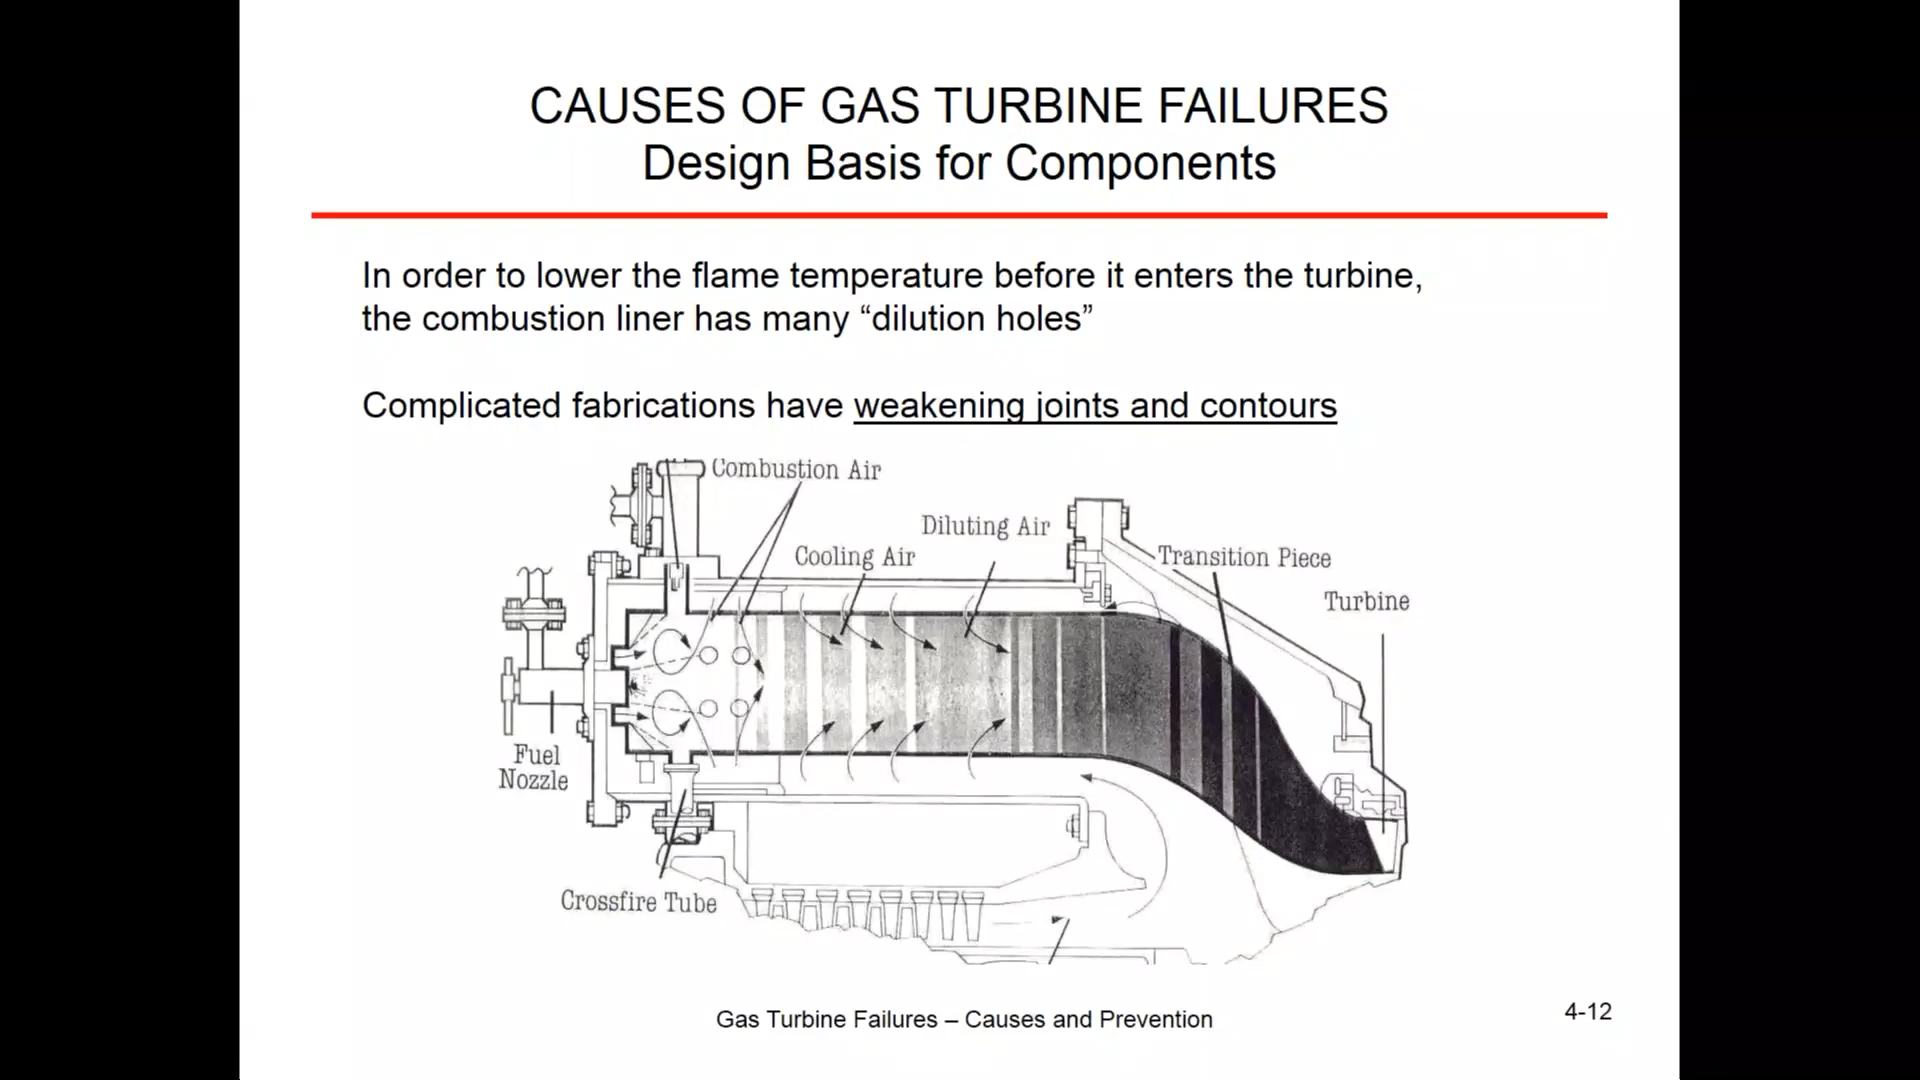 CAUSES OF GAS TURBINE FAILURES
Design Basis for Components
In order to lower the flame temperature before it enters the turbine,
the combustion liner has many “dilution holes”
Complicated fabrications have weakening joints and contours
Combustion Air
Diluting Air
Cooling Air
Transition Piece
Turbine
Fuel
Nozzle
Crossfire Tube
Gas Turbine Failures – Causes and Prevention
4-12